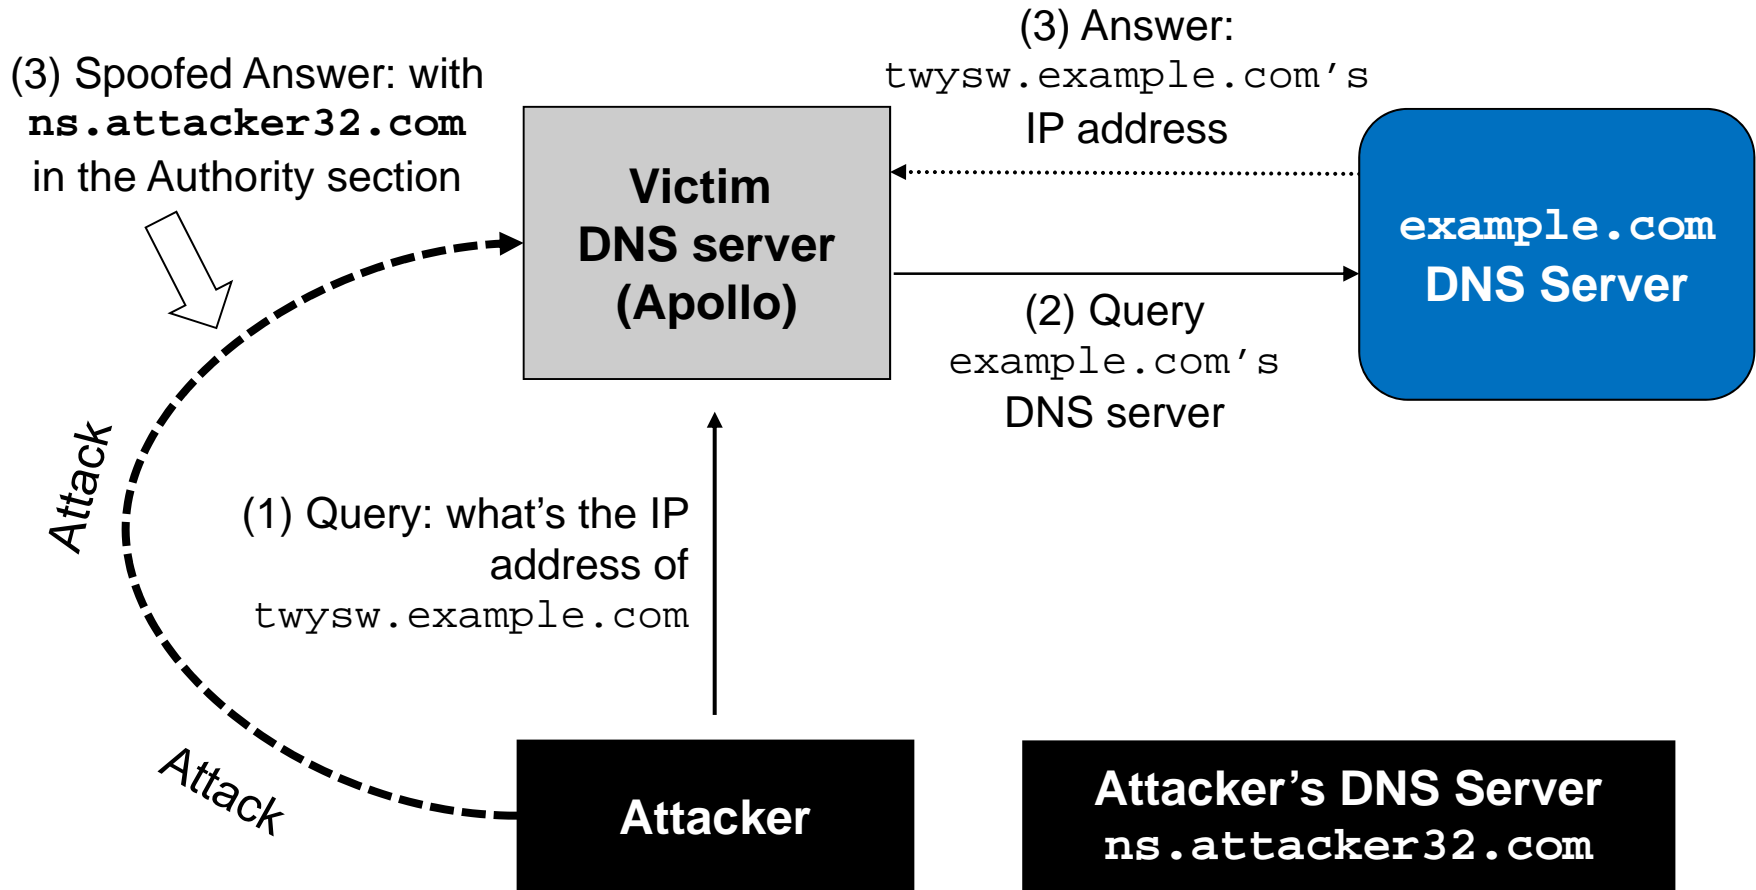 (3) Spoofed Answer: with
ns.attacker32.com
in the Authority section
(3) Answer:
twysw.example.com’s
IP address
Victim
DNS server
(Apollo)
example.com
DNS Server
(2) Query
example.com’s
DNS server
Attack
(1) Query: what’s the IP
address of
twysw.example.com
Attack
Attacker
Attacker’s DNS Server
ns.attacker32.com